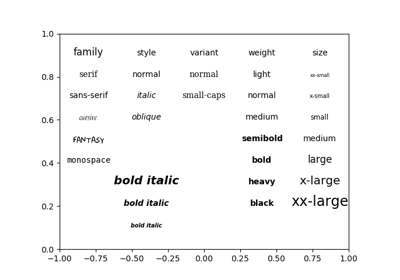 1.0
family style variant weight size
serif normal normal light xx-small
0.8
sans-serif italic small-caps normal x-small
cursive oblique medium small
0.6
FANTASY semibold medium
monospace bold large
0.4
bold italic heavy x-large
bold italic black xx-large
0.2
bold italic
0.0
−1.00 −0.75 −0.50 −0.25 0.00 0.25 0.50 0.75 1.00